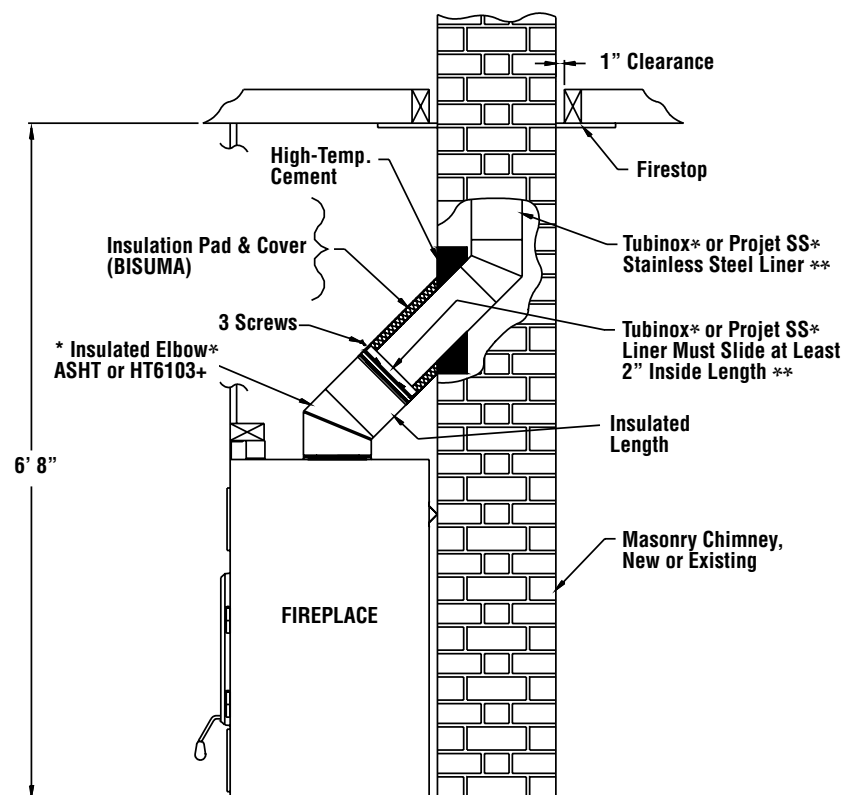 1” Clearance
High-Temp.
Cement
Firestop
Insulation Pad & Cover
(BISUMA)
Tubinox* or Projet SS*
Stainless Steel Liner **
3 Screws
Tubinox* or Projet SS*
Liner Must Slide at Least
2” Inside Length **
* Insulated Elbow*
ASHT or HT6103+
Insulated
Length
6’ 8”
Masonry Chimney,
New or Existing
FIREPLACE